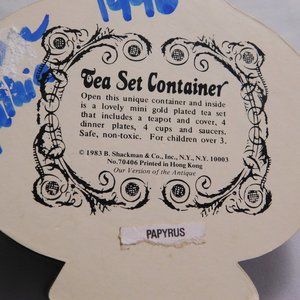 1996
Tea Set Container
Open this unique container and inside
is a lovely mini gold plated tea set
that includes a teapot and cover, 4
dinner plates, 4 cups and saucers.
Safe, non-toxic. For children over 3.
© 1983 B. Shackman & Co., Inc., N.Y., N.Y. 10003
No. 70406 Printed in Hong Kong
Our Version of the Antique
PAPYRUS